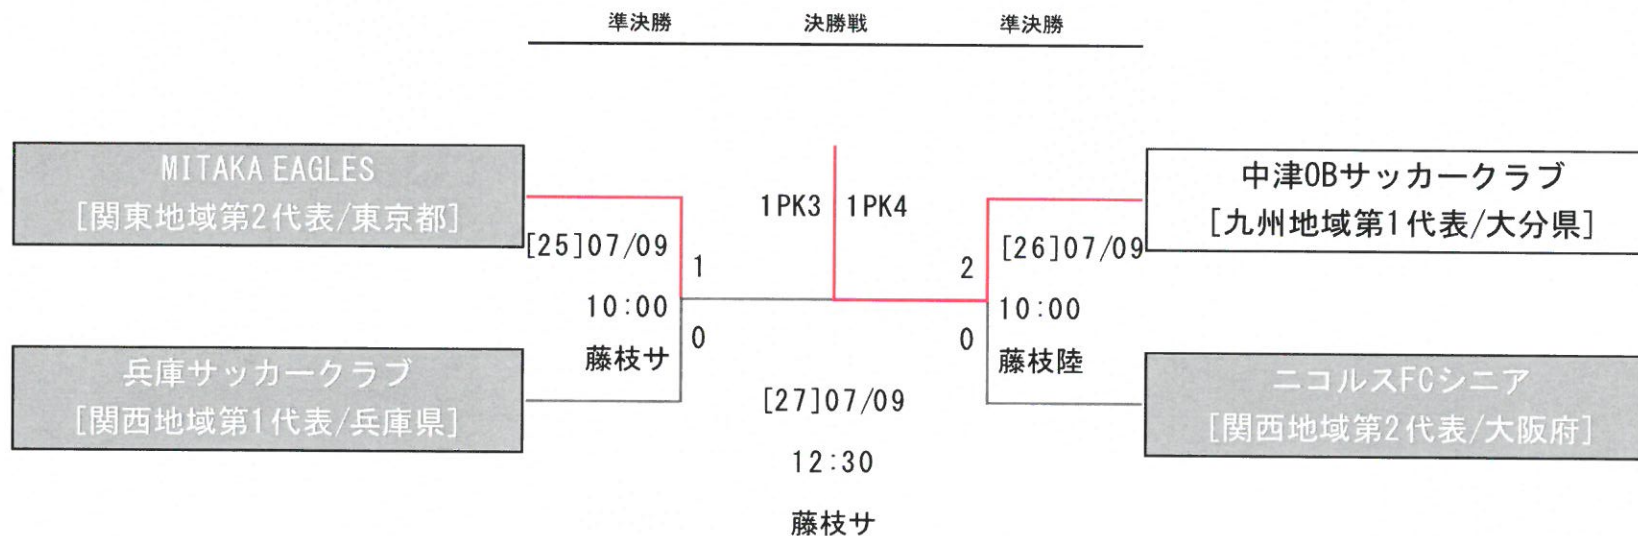 準決勝 決勝戦 準決勝
MITAKA EAGLES
[関東地域第2代表/東京都]
中津OBサッカークラブ
[九州地域第1代表/大分県]
1PK3 1PK4
[25]07/09
1
10:00
0
藤枝サ
2
[26]07/09
10:00
0
藤枝陸
兵庫サッカークラブ
[関西地域第1代表/兵庫県]
ニコルスFCシニア
[関西地域第2代表/大阪府]
[27]07/09
12:30
藤枝サ